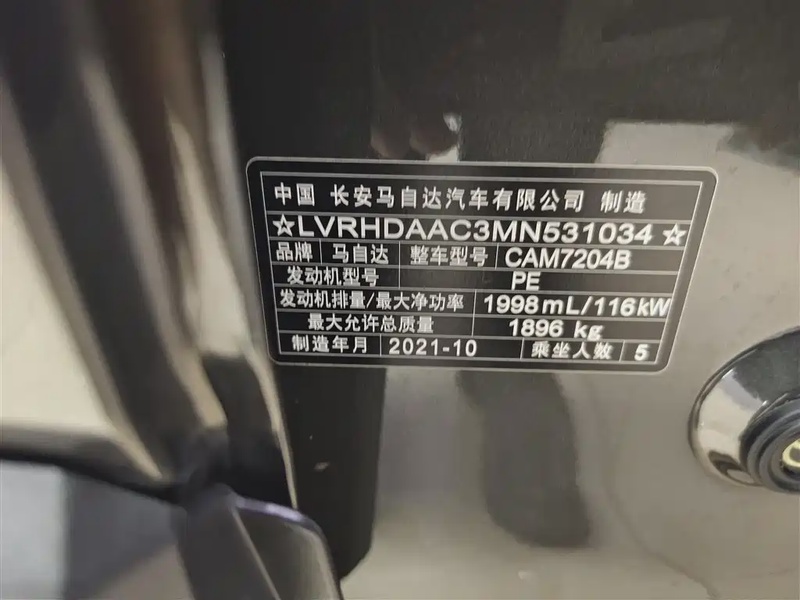 中国 长安马自达汽车有限公司 制造
☆LVRHDAAC3MN531034☆
品牌 马自达 整车型号 CAM7204B
发动机型号 PE
发动机排量/最大净功率 1998mL/116kW
最大允许总质量 1896 kg
制造年月 2021-10 乘坐人数 5